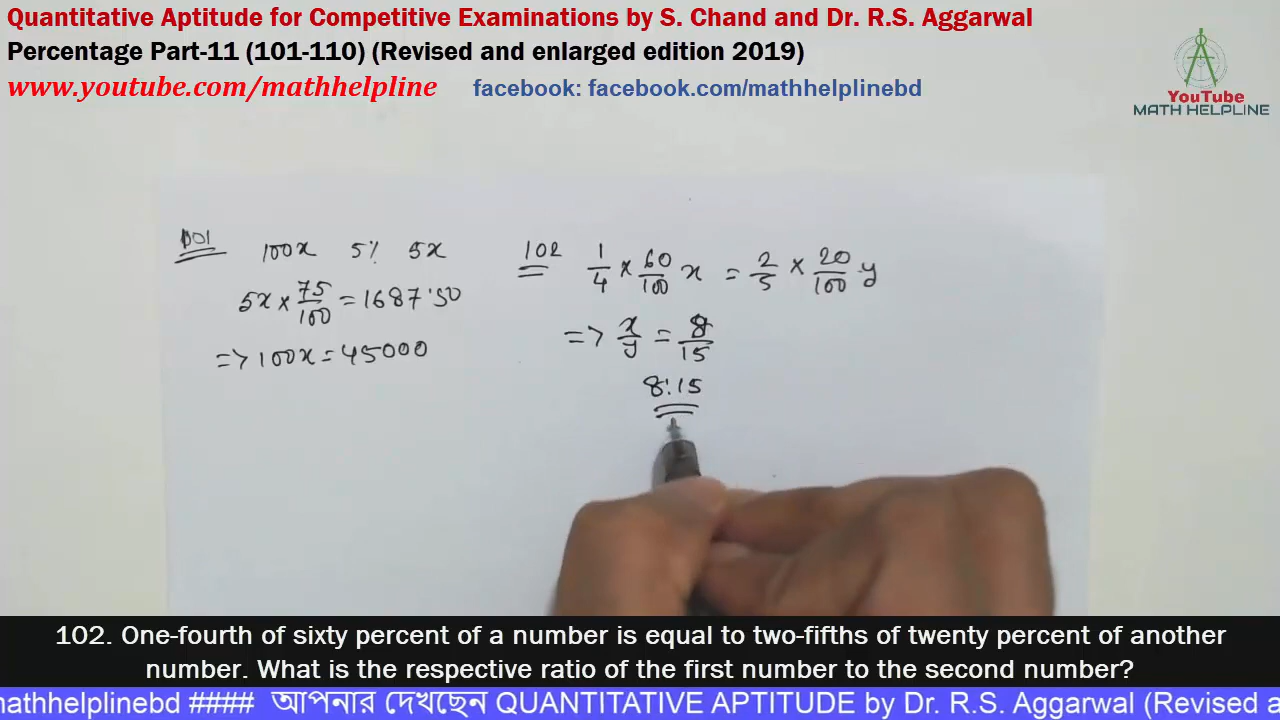 Quantitative Aptitude for Competitive Examinations by S. Chand and Dr. R.S. Aggarwal
Percentage Part-11 (101-110) (Revised and enlarged edition 2019)
www.youtube.com/mathhelpline facebook: facebook.com/mathhelplinebd
YouTube
MATH HELPLINE
101 100x 5% 5x
5x × 75/100 = 1687.50
=> 100x = 45000
102 1/4 × 60/100 x = 2/5 × 20/100 y
=> x/y = 8/15
8:15
102. One-fourth of sixty percent of a number is equal to two-fifths of twenty percent of another
number. What is the respective ratio of the first number to the second number?
mathhelplinebd #### আপনার দেখছেন QUANTITATIVE APTITUDE by Dr. R.S. Aggarwal (Revised a